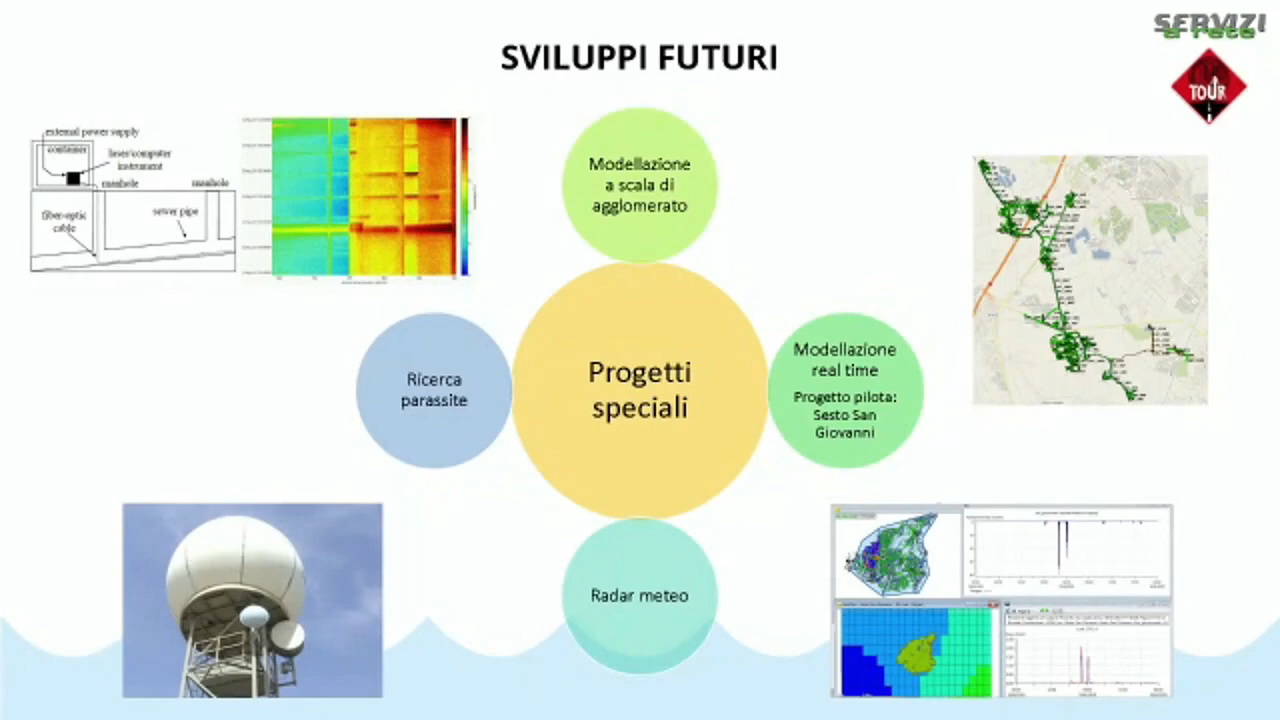 SERVIZI
a rete
TOUR
SVILUPPI FUTURI
external power supply
container
laser/computer
instrument
manhole
manhole
fiber-optic
cable
sewer pipe
Modellazione
a scala di
agglomerato
Ricerca
parassite
Progetti
speciali
Modellazione
real time
Progetto pilota:
Sesto San
Giovanni
Radar meteo